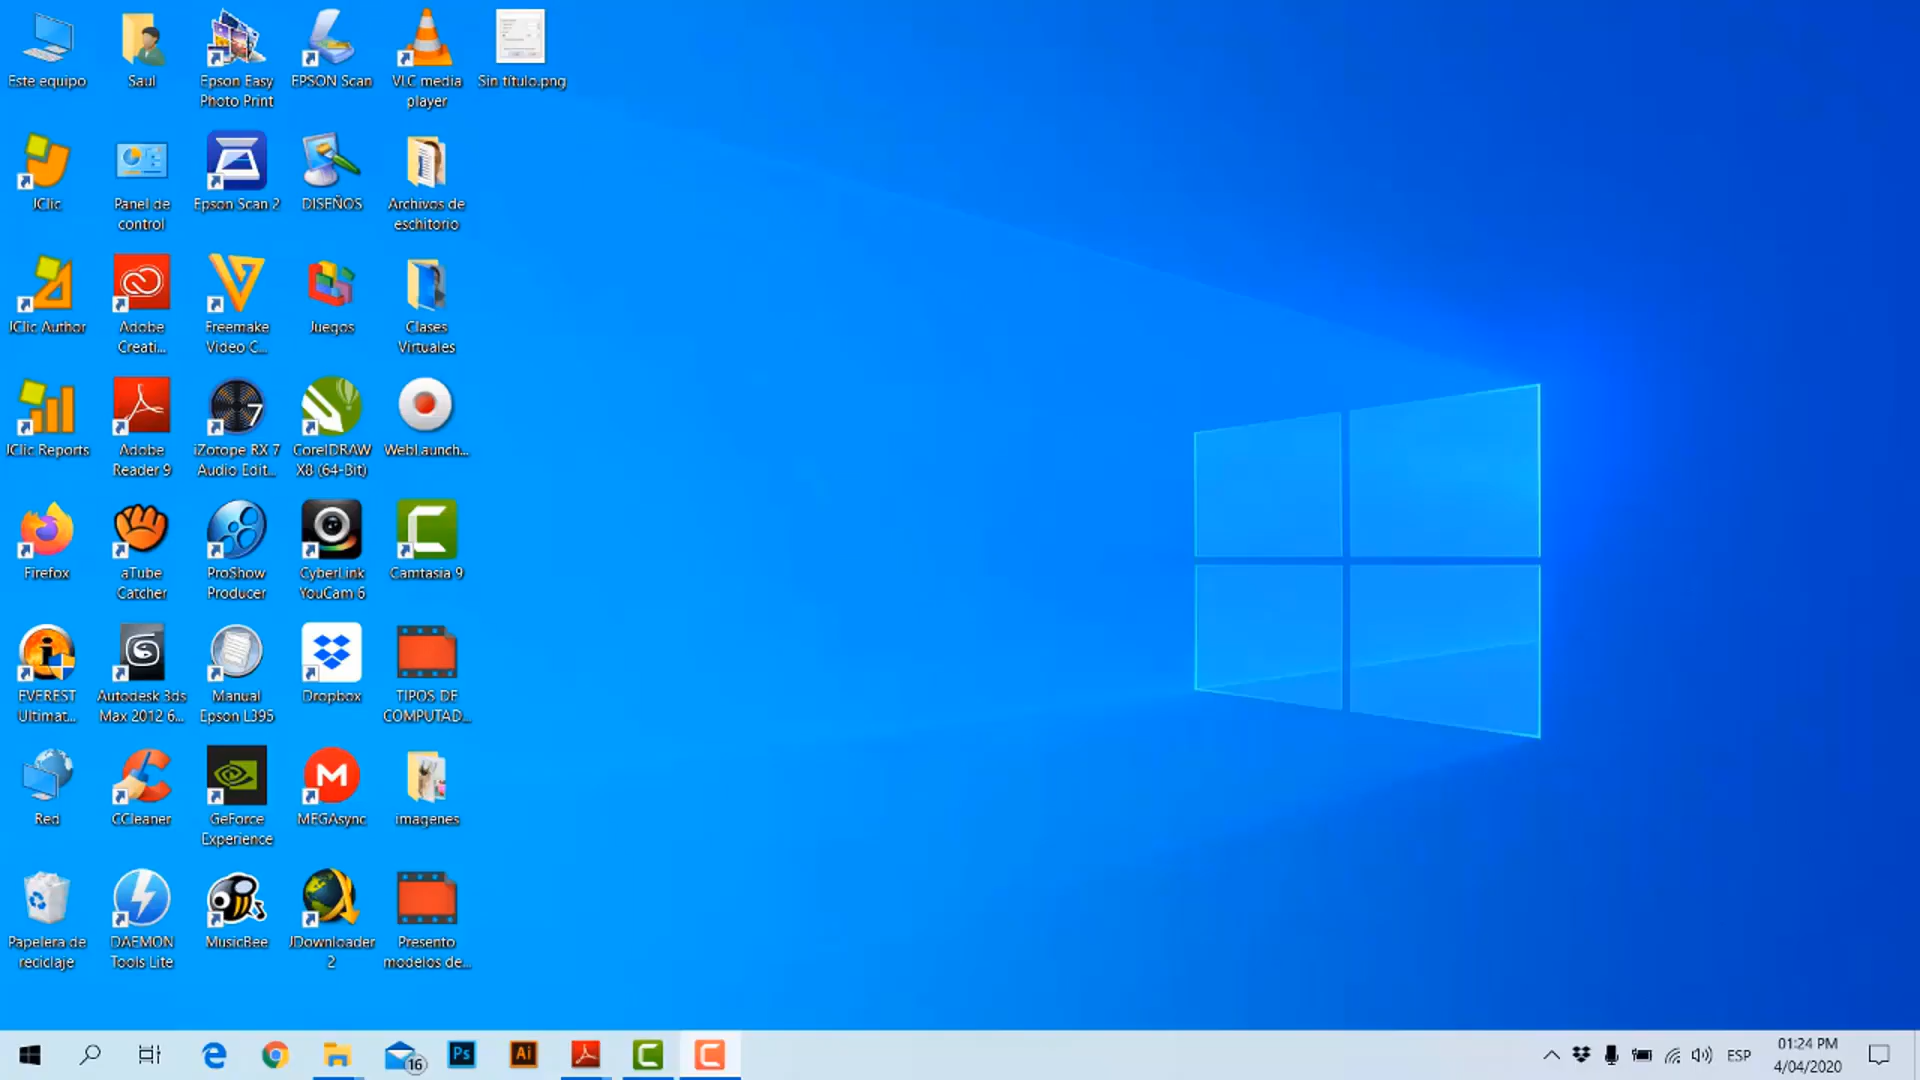 Este equipo
Saul
Epson Easy
Photo Print
EPSON Scan
VLC media
player
Sin título.png
JClic
Panel de
control
Epson Scan 2
DISEÑOS
Archivos de
escritorio
JClic Author
Adobe
Creati...
Freemake
Video C...
Juegos
Clases
Virtuales
JClic Reports
Adobe
Reader 9
7
iZotope RX 7
Audio Edit...
CorelDRAW
X8 (64-Bit)
WebLaunch...
Firefox
aTube
Catcher
ProShow
Producer
CyberLink
YouCam 6
Camtasia 9
EVEREST
Ultimat...
Autodesk 3ds
Max 2012 6...
Manual
Epson L395
Dropbox
TIPOS DE
COMPUTAD...
Red
CCleaner
GeForce
Experience
MEGAsync
imagenes
Papelera de
reciclaje
DAEMON
Tools Lite
MusicBee
JDownloader
2
Presento
modelos de...
16
Ps
Ai
ESP
01:24 PM
4/04/2020